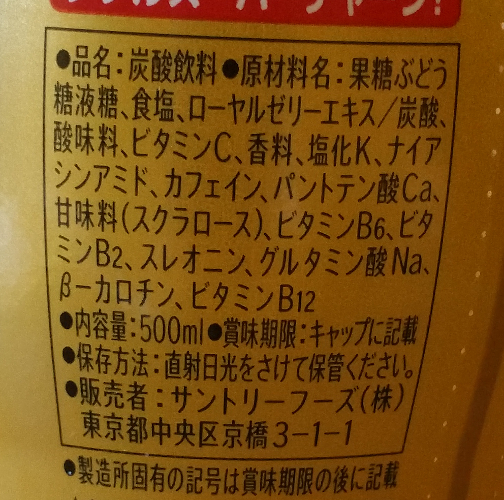 ●品名：炭酸飲料●原材料名：果糖ぶどう
糖液糖、食塩、ローヤルゼリーエキス／炭酸、
酸味料、ビタミンC、香料、塩化K、ナイア
シンアミド、カフェイン、パントテン酸Ca、
甘味料(スクラロース)、ビタミンB6、ビタ
ミンB2、スレオニン、グルタミン酸Na、
β－カロチン、ビタミンB12
●内容量：500ml●賞味期限：キャップに記載
●保存方法：直射日光をさけて保管ください。
●販売者：サントリーフーズ(株)
東京都中央区京橋3-1-1
●製造所固有の記号は賞味期限の後に記載